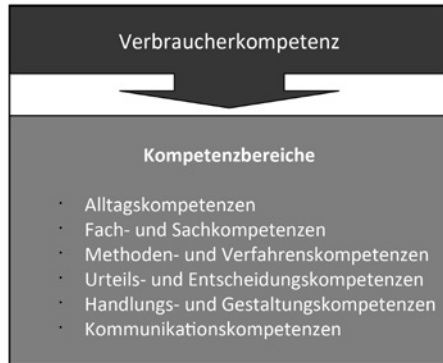 Verbraucherkompetenz
Kompetenzbereiche
· Alltagskompetenzen
· Fach- und Sachkompetenzen
· Methoden- und Verfahrenskompetenzen
· Urteils- und Entscheidungskompetenzen
· Handlungs- und Gestaltungskompetenzen
· Kommunikationskompetenzen